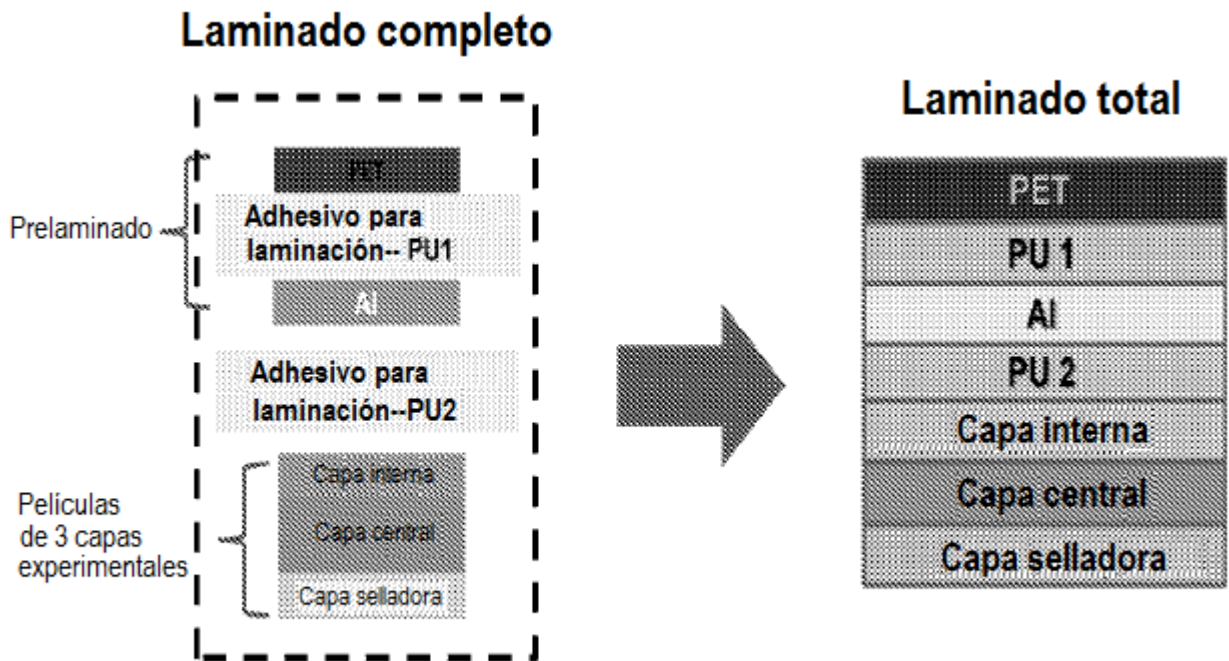 Laminado completo
PET
Adhesivo para
laminación-- PU1
Al
Prelaminado
Adhesivo para
laminación--PU2
Capa interna
Capa central
Capa selladora
Películas
de 3 capas
experimentales
Laminado total
PET
PU 1
Al
PU 2
Capa interna
Capa central
Capa selladora